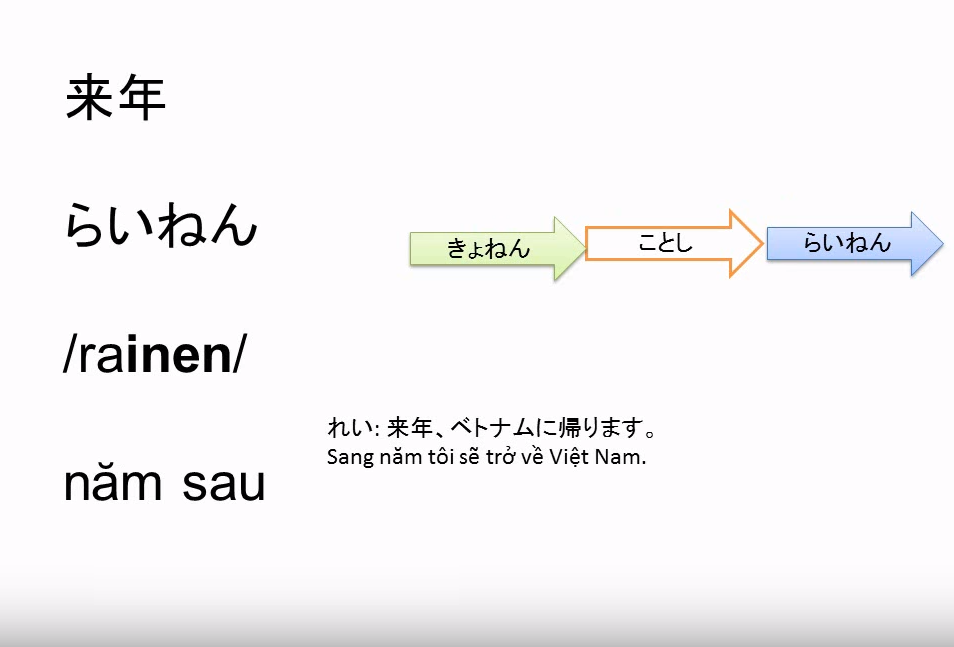 来年
らいねん
きょねん ことし らいねん
/rainen/
れい: 来年、ベトナムに帰ります。
Sang năm tôi sẽ trở về Việt Nam.
năm sau